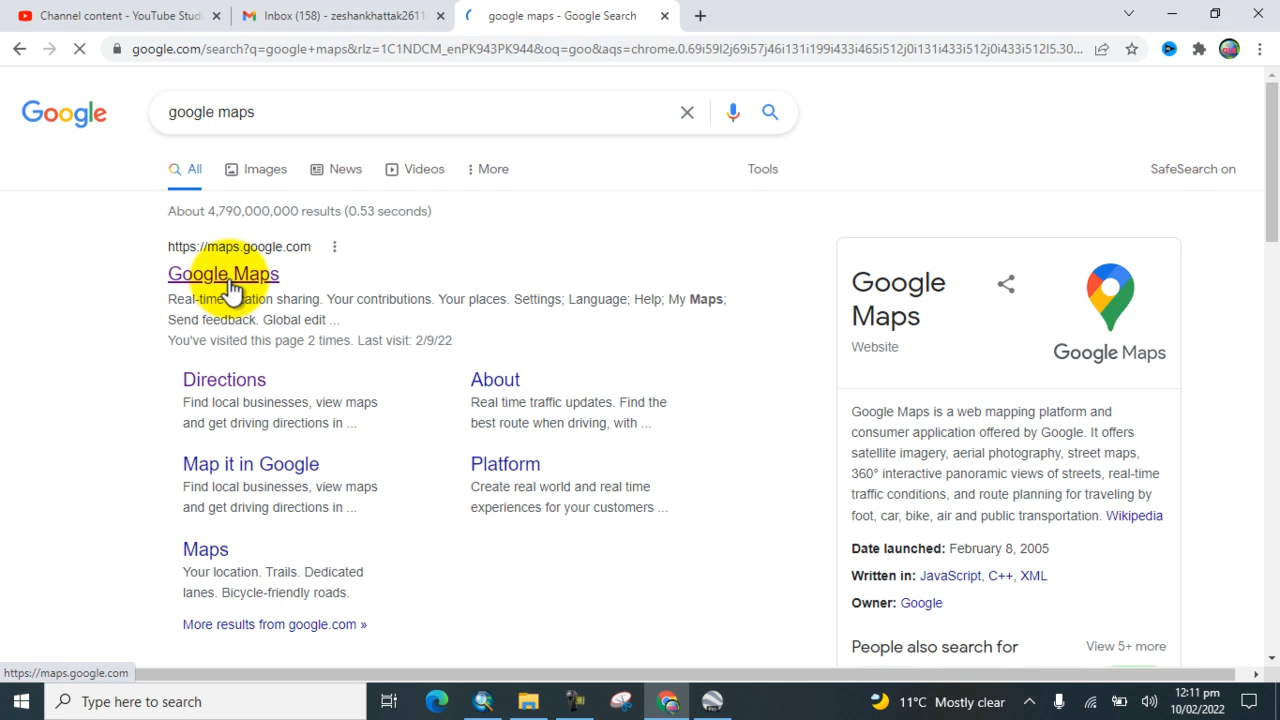 Channel content - YouTube Studi
Inbox (158) - zeshankhattak2611
google maps - Google Search
google.com/search?q=google+maps&rlz=1C1NDCM_enPK943PK944&oq=goo&aqs=chrome.0.69i59l2j69i57j46i131i199i433i465i512j0i131i433i512j0i433i512l5.30...
Google
google maps
All
Images
News
Videos
More
Tools
SafeSearch on
About 4,790,000,000 results (0.53 seconds)
https://maps.google.com
Google Maps
sharing. Your contributions. Your places. Settings; Language; Help; My Maps;
Send feedback. Global edit ...
You've visited this page 2 times. Last visit: 2/9/22
Directions
Find local businesses, view maps
and get driving directions in ...
About
Real time traffic updates. Find the
best route when driving, with ...
Map it in Google
Find local businesses, view maps
and get driving directions in ...
Platform
Create real world and real time
experiences for your customers ...
Maps
Your location. Trails. Dedicated
lanes. Bicycle-friendly roads.
More results from google.com »
Google
Maps
Website
Google Maps
Google Maps is a web mapping platform and
consumer application offered by Google. It offers
satellite imagery, aerial photography, street maps,
360° interactive panoramic views of streets, real-time
traffic conditions, and route planning for traveling by
foot, car, bike, air and public transportation. Wikipedia
Date launched: February 8, 2005
Written in: JavaScript, C++, XML
Owner: Google
People also search for
View 5+ more
https://maps.google.com
Type here to search
11°C Mostly clear
12:11 pm
10/02/2022